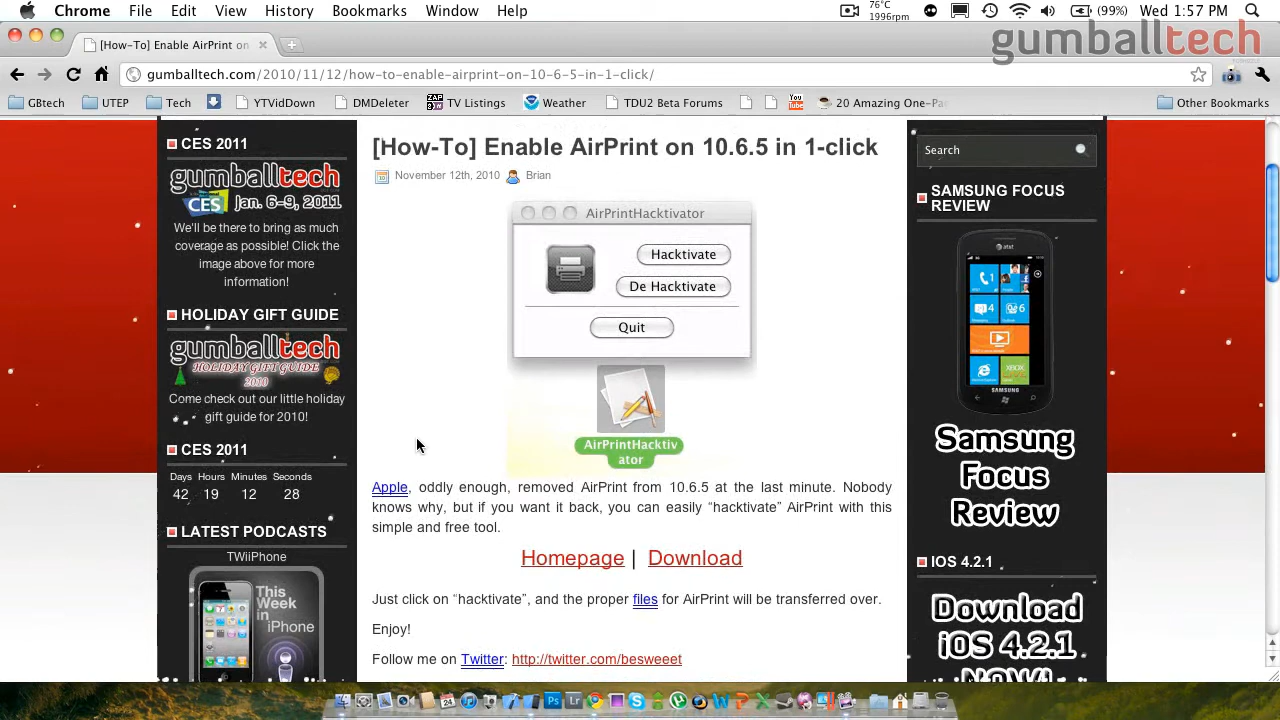 Chrome File Edit View History Bookmarks Window Help 76°C 1996rpm (99%) Wed 1:57 PM
gumballtech
[How-To] Enable AirPrint on
gumballtech.com/2010/11/12/how-to-enable-airprint-on-10-6-5-in-1-click/
GBtech UTEP Tech YTVidDown DMDeleter TV Listings Weather TDU2 Beta Forums 20 Amazing One-Pa Other Bookmarks
CES 2011
gumballtech
CES Jan. 6-9, 2011
We'll be there to bring as much
coverage as possible! Click the
image above for more
information!
HOLIDAY GIFT GUIDE
gumballtech
HOLIDAY GIFT GUIDE
2010
Come check out our little holiday
gift guide for 2010!
CES 2011
Days Hours Minutes Seconds
42 19 12 28
LATEST PODCASTS
TWiiPhone
This
Week
in
iPhone
[How-To] Enable AirPrint on 10.6.5 in 1-click
November 12th, 2010 Brian
AirPrintHacktivator
Hacktivate
De Hacktivate
Quit
AirPrintHacktiv
ator
Apple, oddly enough, removed AirPrint from 10.6.5 at the last minute. Nobody
knows why, but if you want it back, you can easily “hacktivate” AirPrint with this
simple and free tool.
Homepage | Download
Just click on “hacktivate”, and the proper files for AirPrint will be transferred over.
Enjoy!
Follow me on Twitter: http://twitter.com/besweeet
Search
SAMSUNG FOCUS
REVIEW
at&t
SAMSUNG
Samsung
Focus
Review
IOS 4.2.1
Download
iOS 4.2.1
NOW!